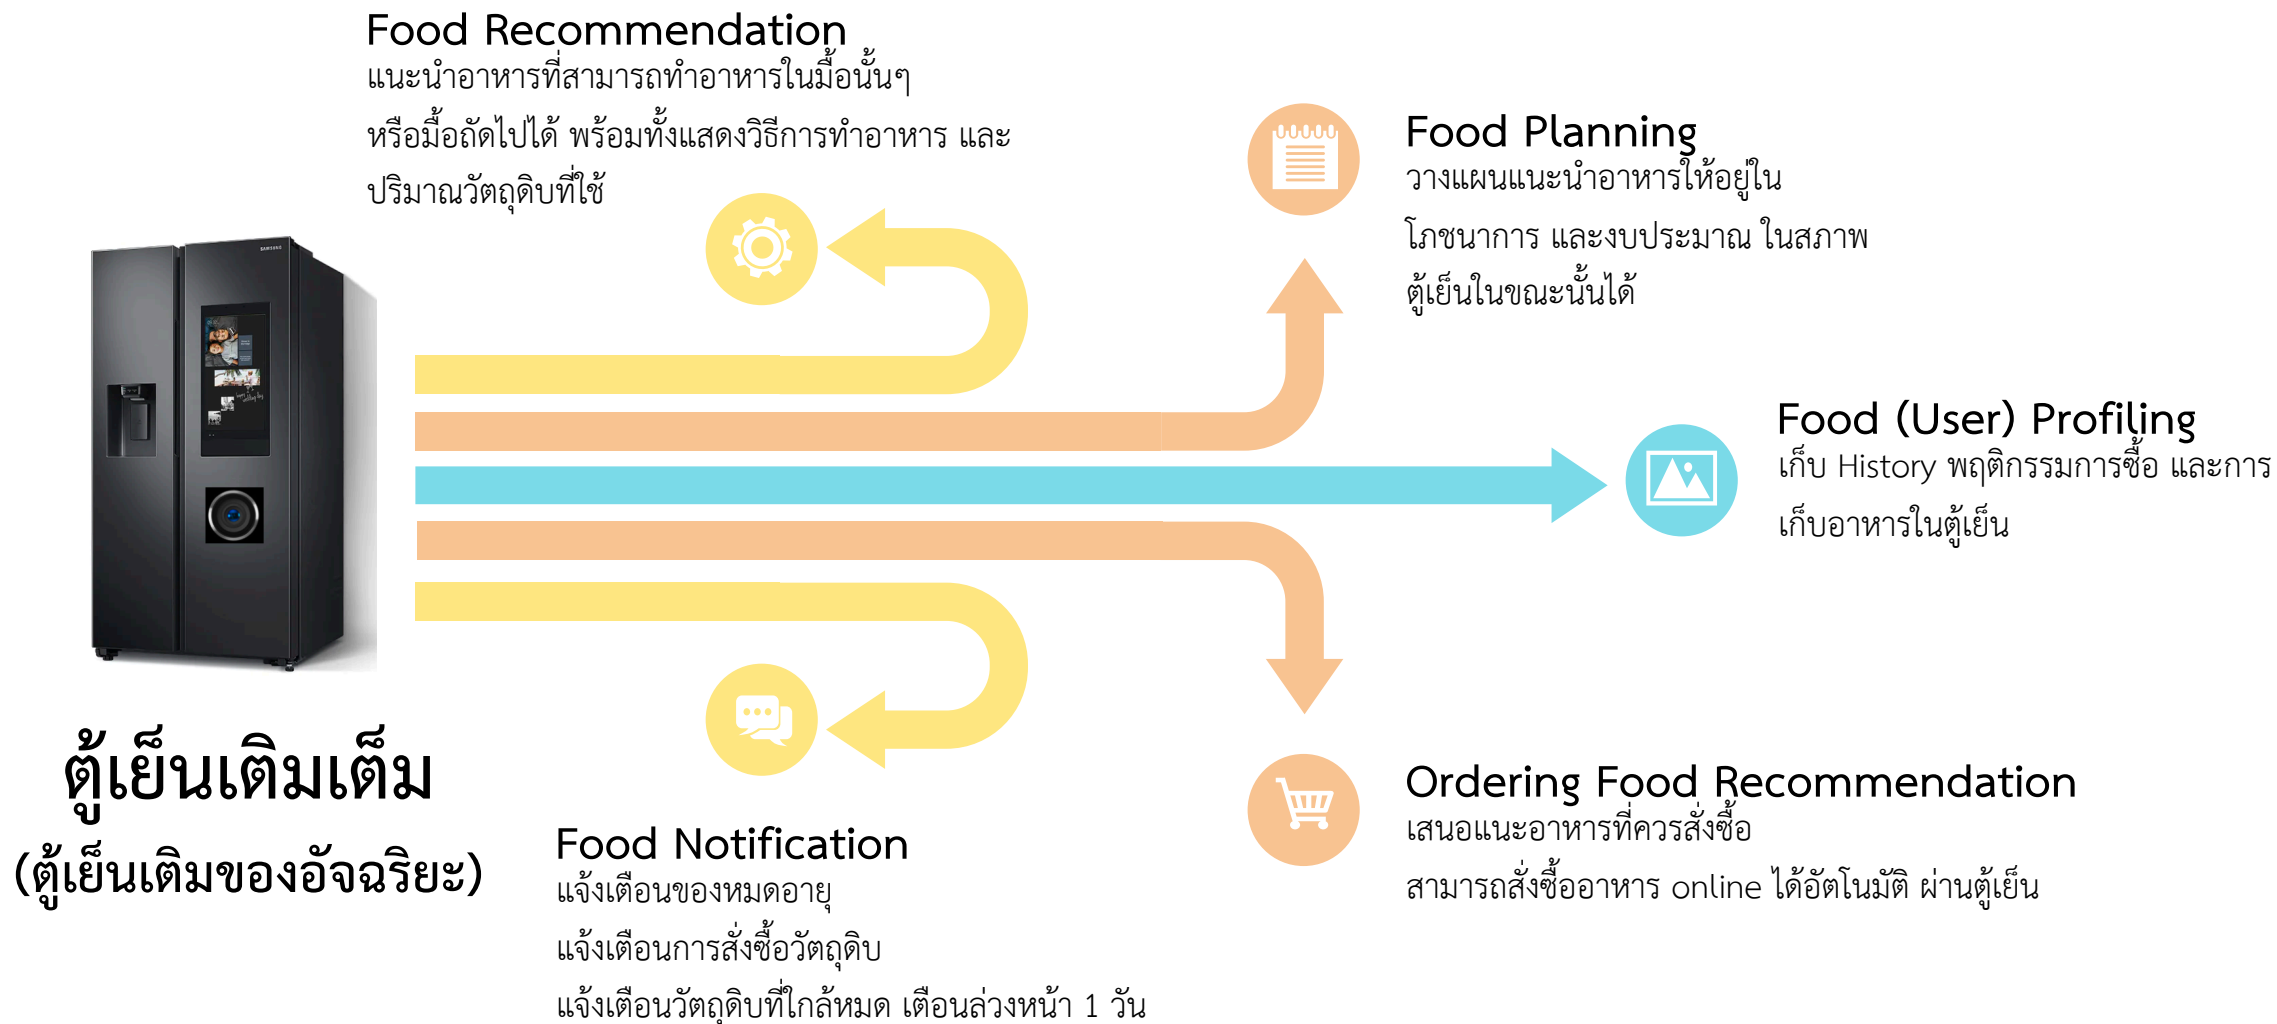 Food Recommendation
แนะนำอาหารที่สามารถทำอาหารในมื้อนั้นๆ
หรือมื้อถัดไปได้ พร้อมทั้งแสดงวิธีการทำอาหาร และ
ปริมาณวัตถุดิบที่ใช้
Food Planning
วางแผนแนะนำอาหารให้อยู่ใน
โภชนาการ และงบประมาณ ในสภาพ
ตู้เย็นในขณะนั้นได้
SAMSUNG
Food (User) Profiling
เก็บ History พฤติกรรมการซื้อ และการ
เก็บอาหารในตู้เย็น
ตู้เย็นเติมเต็ม
(ตู้เย็นเติมของอัจฉริยะ)
Food Notification
แจ้งเตือนของหมดอายุ
แจ้งเตือนการสั่งซื้อวัตถุดิบ
แจ้งเตือนวัตถุดิบที่ใกล้หมด เตือนล่วงหน้า 1 วัน
Ordering Food Recommendation
เสนอแนะอาหารที่ควรสั่งซื้อ
สามารถสั่งซื้ออาหาร online ได้อัตโนมัติ ผ่านตู้เย็น